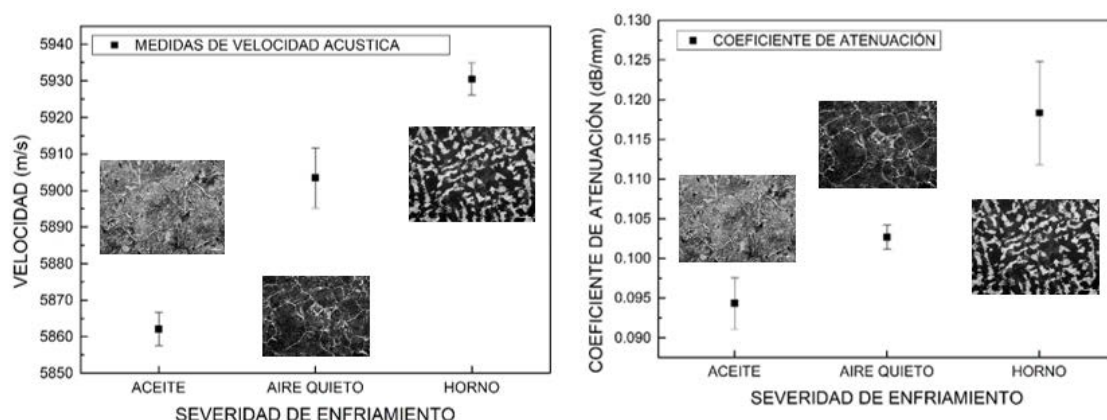 MEDIDAS DE VELOCIDAD ACUSTICA
VELOCIDAD (m/s)
5940
5930
5920
5910
5900
5890
5880
5870
5860
5850
ACEITE AIRE QUIETO HORNO
SEVERIDAD DE ENFRIAMIENTO
COEFICIENTE DE ATENUACIÓN
COEFICIENTE DE ATENUACIÓN (dB/mm)
0.130
0.125
0.120
0.115
0.110
0.105
0.100
0.095
0.090
ACEITE AIRE QUIETO HORNO
SEVERIDAD DE ENFRIAMIENTO